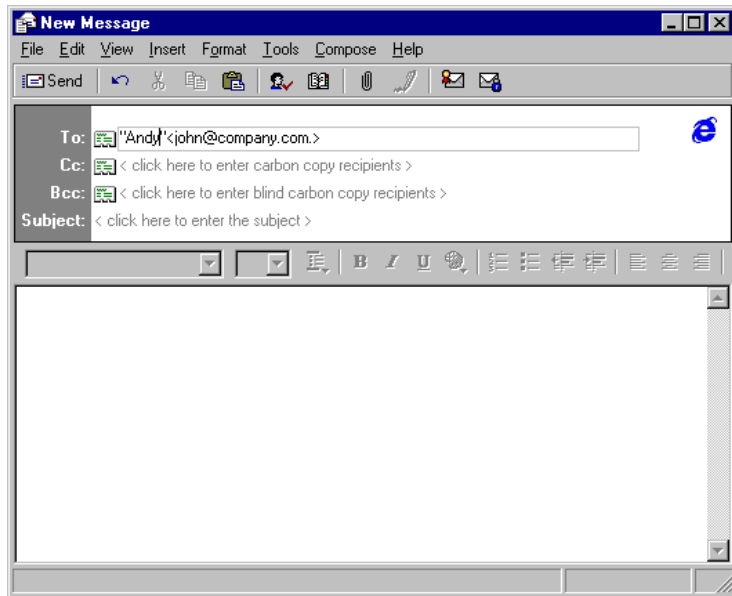 New Message
File Edit View Insert Format Tools Compose Help
Send
To: "Andy"<john@company.com.>
Cc: < click here to enter carbon copy recipients >
Bcc: < click here to enter blind carbon copy recipients >
Subject: < click here to enter the subject >
B I U